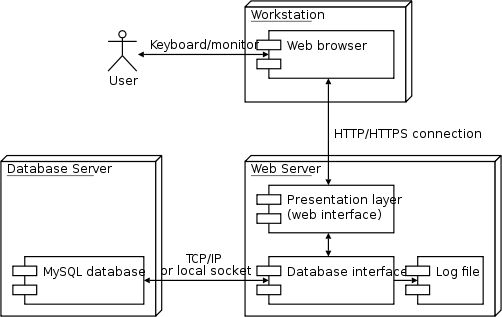 Workstation
Keyboard/monitor
Web browser
User
HTTP/HTTPS connection
Database Server
Web Server
Presentation layer
(web interface)
TCP/IP
or local socket
MySQL database
Database interface
Log file